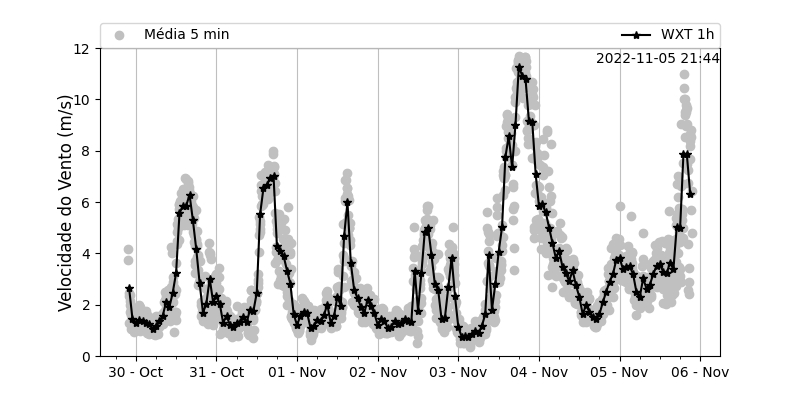 Média 5 min
WXT 1h
2022-11-05 21:44
Velocidade do Vento (m/s)
12
10
8
6
4
2
0
30 - Oct
31 - Oct
01 - Nov
02 - Nov
03 - Nov
04 - Nov
05 - Nov
06 - Nov